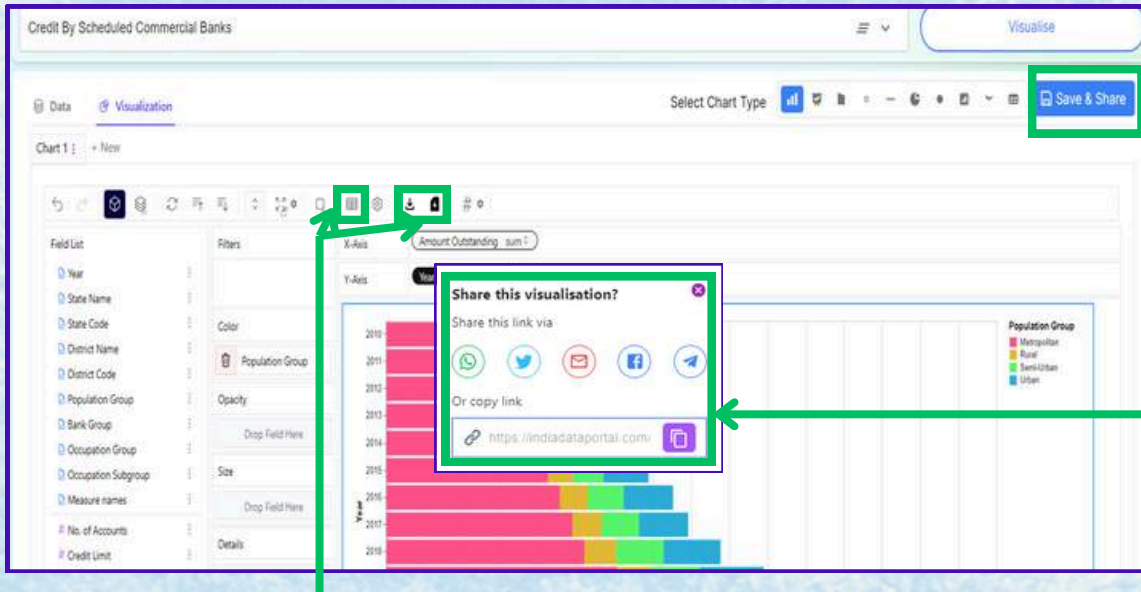 Credit By Scheduled Commercial Banks
Visualise
Data
Visualization
Select Chart Type
Save & Share
Chart 1
+ New
Field List
Year
State Name
State Code
District Name
District Code
Population Group
Bank Group
Occupation Group
Occupation Subgroup
Measure names
# No. of Accounts
# Credit Limit
Filters
Color
Population Group
Opacity
Drop Field Here
Size
Drop Field Here
Details
X-Axis
Amount Outstanding sum
Y-Axis
Year
Share this visualisation?
Share this link via
Or copy link
https://indiadataportal.com/
2010
2011
2012
2013
2014
2015
2016
2017
2018
Year
Population Group
Metropolitan
Rural
Semi-Urban
Urban